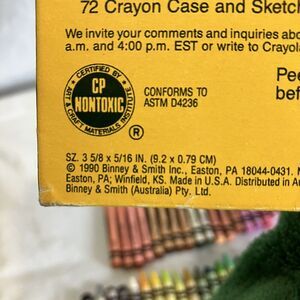 72 Crayon Case and Sketch
We invite your comments and inquiries abo
a.m. and 4:00 p.m. EST or write to Crayola
Pee
bef
CERTIFIED BY
CP
NONTOXIC
ART & CRAFT MATERIALS INSTITUTE
®
CONFORMS TO
ASTM D4236
SZ. 3 5/8 x 5/16 IN. (9.2 x 0.79 CM)
© 1990 Binney & Smith Inc., Easton, PA 18044-0431.
Easton, PA; Winfield, KS. Made in U.S.A. Distributed in A
Binney & Smith (Australia) Pty. Ltd.